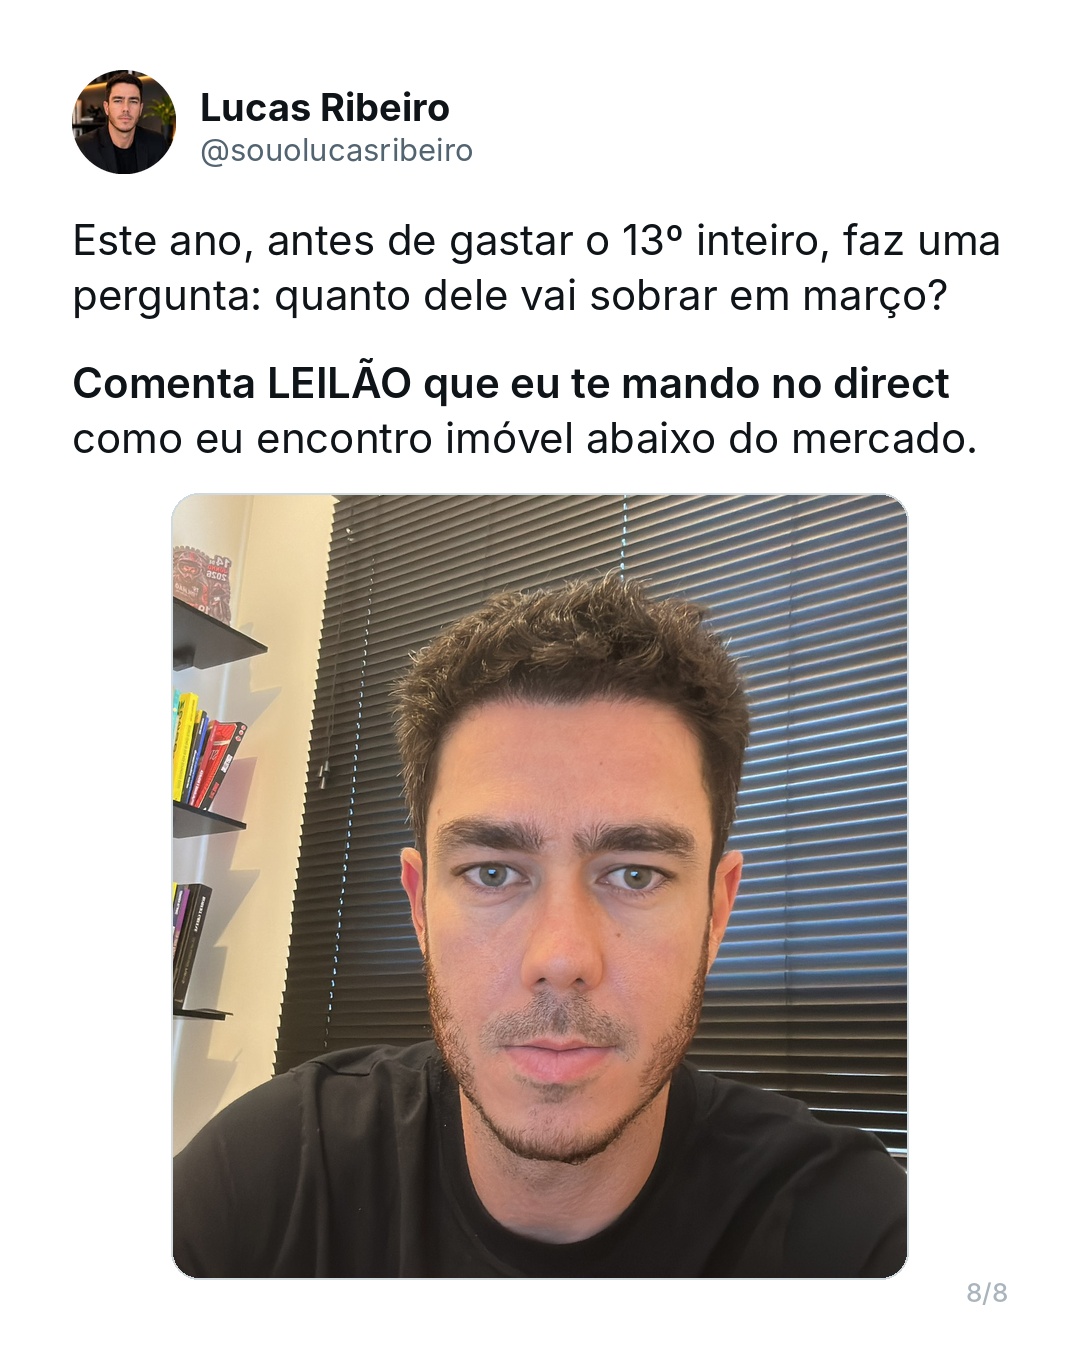 Lucas Ribeiro
@souolucasribeiro
Este ano, antes de gastar o 13º inteiro, faz uma
pergunta: quanto dele vai sobrar em março?
Comenta LEILÃO que eu te mando no direct
como eu encontro imóvel abaixo do mercado.
8/8